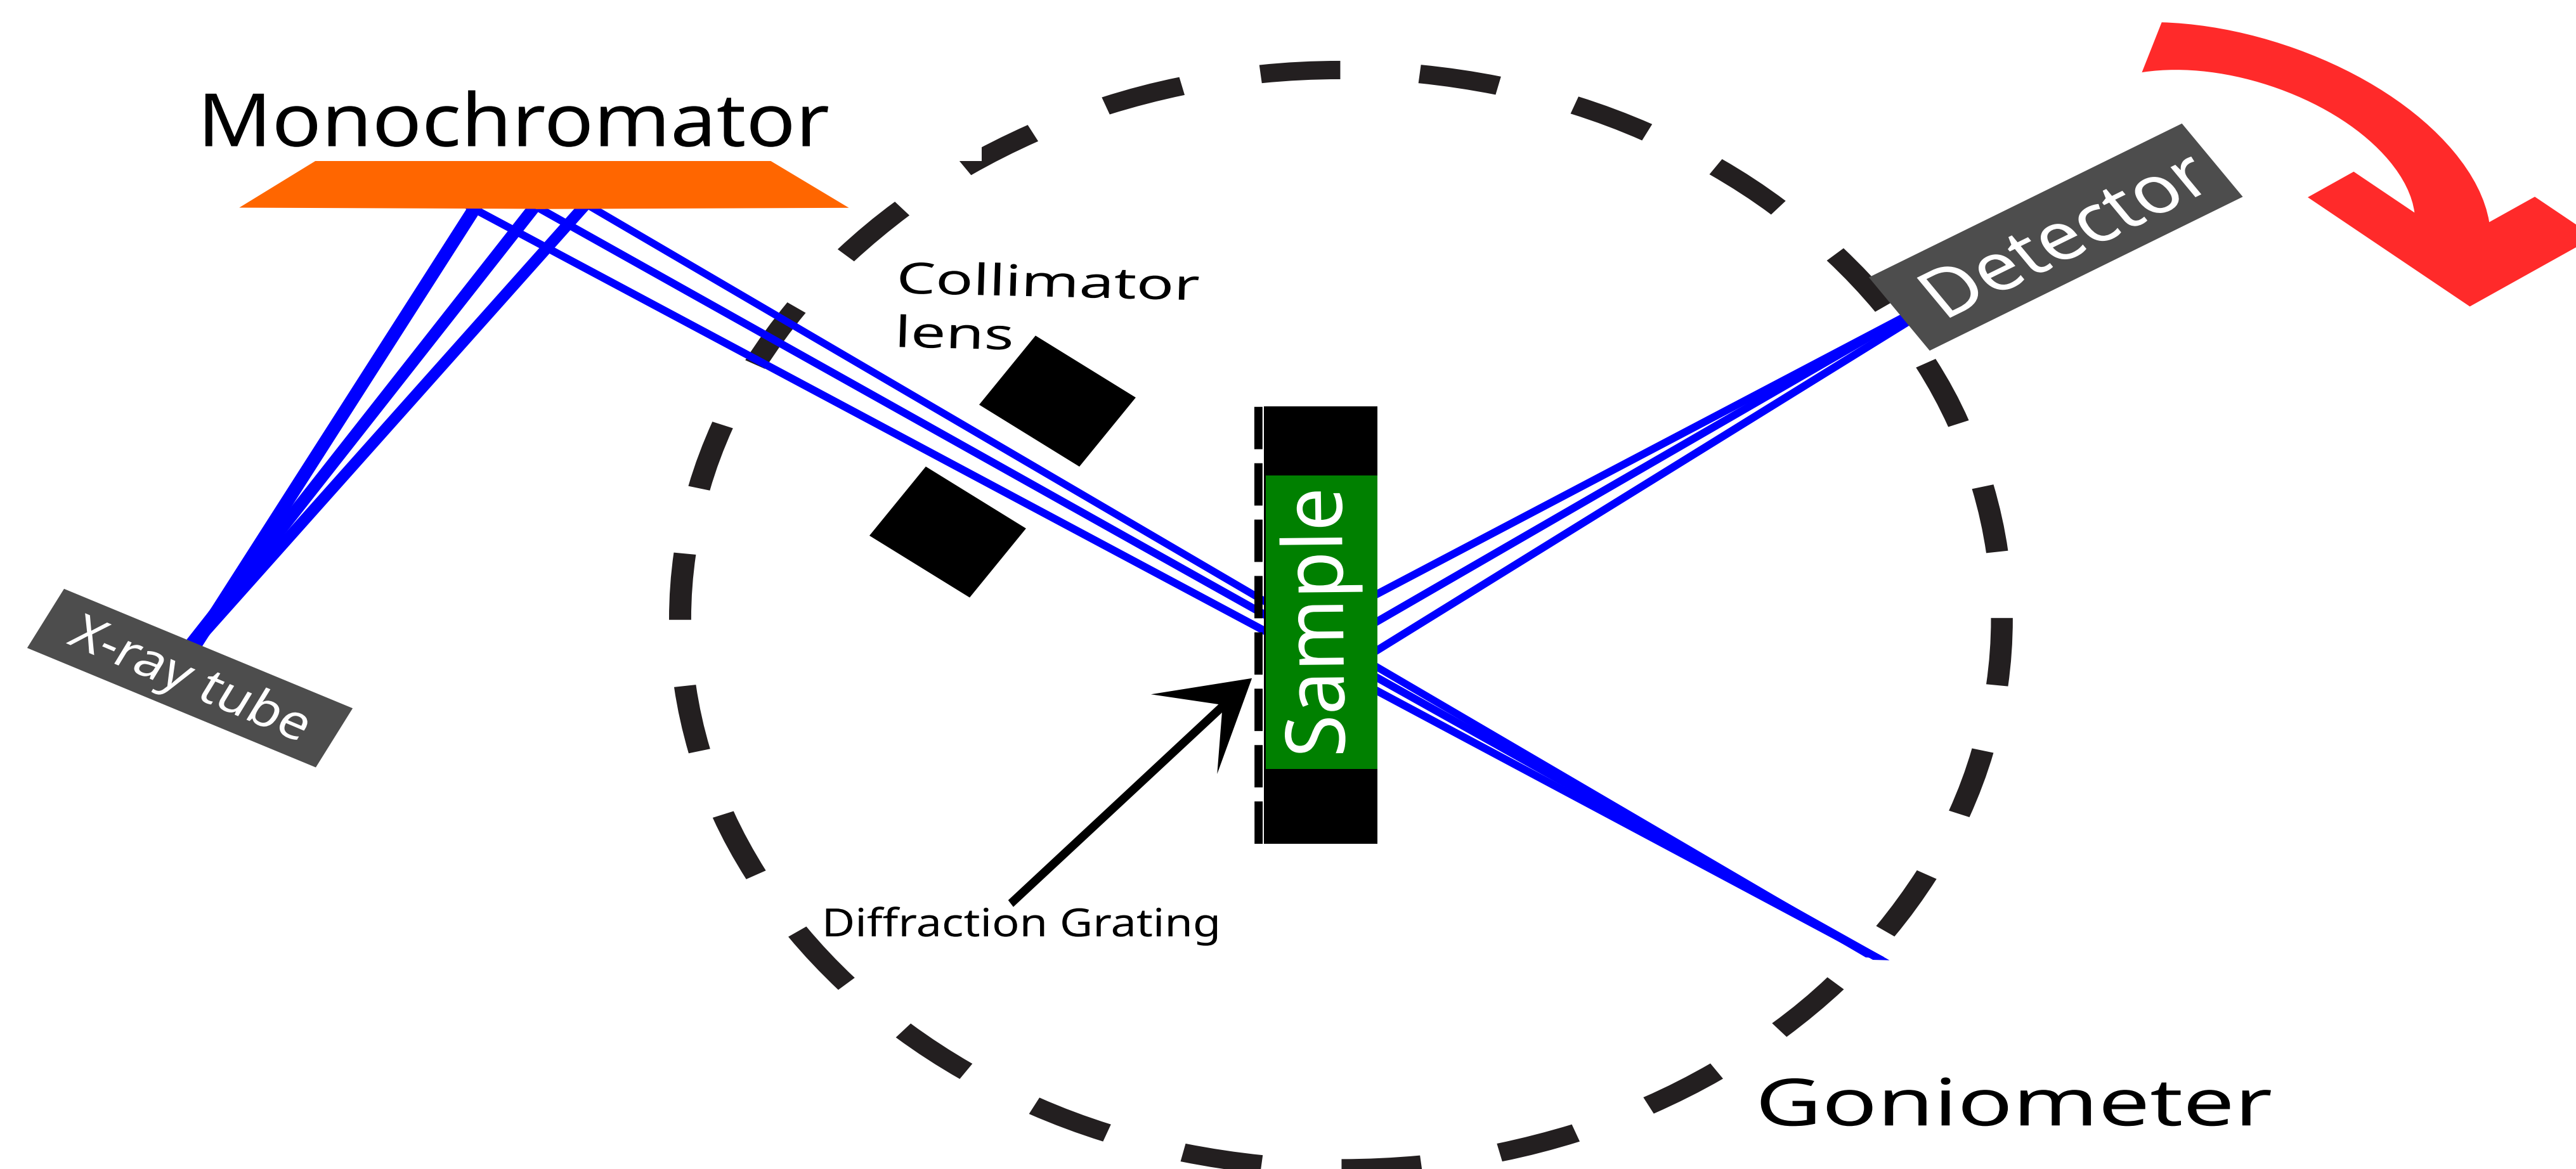 Monochromator
Collimator
lens
Detector
X-ray tube
Sample
Diffraction Grating
Goniometer